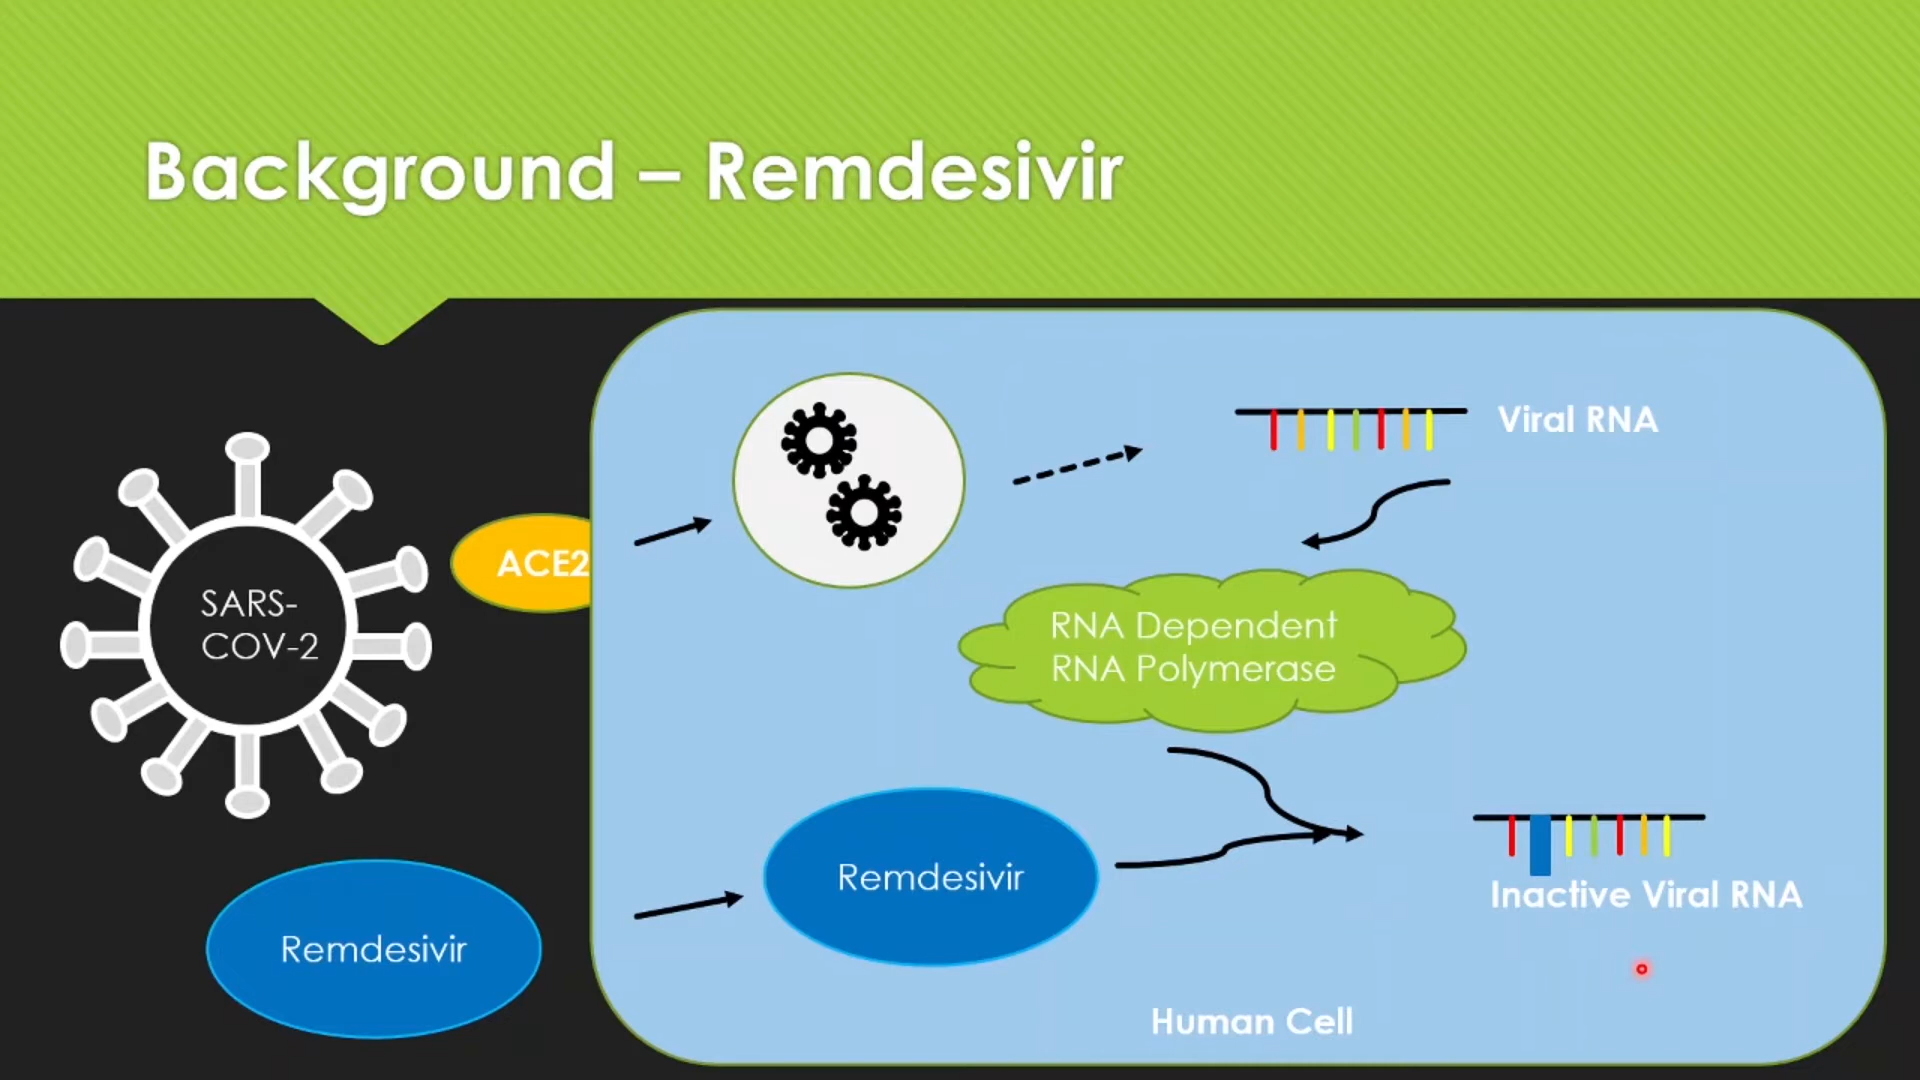 Background – Remdesivir
Viral RNA
ACE2
SARS-
COV-2
RNA Dependent
RNA Polymerase
Remdesivir
Inactive Viral RNA
Remdesivir
Human Cell